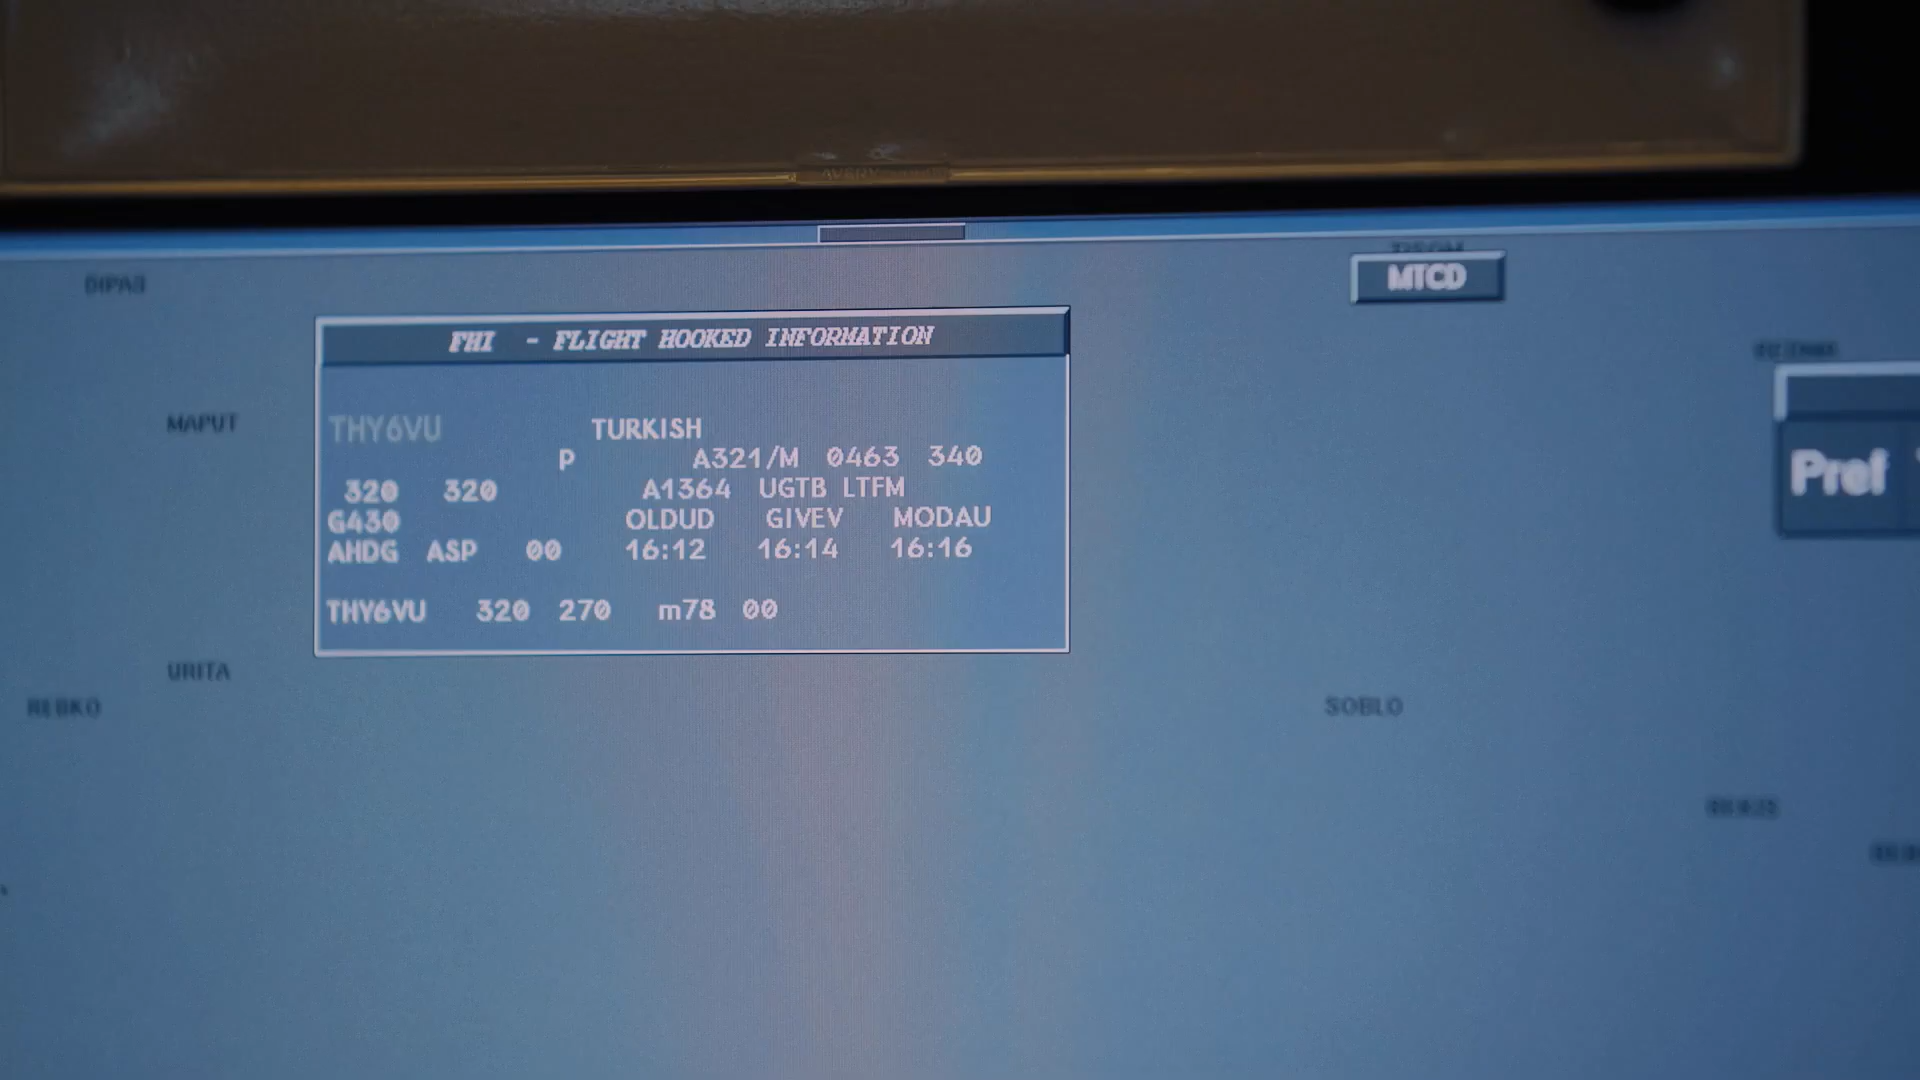 AVERY
DIPAB
MTCD
FHI - FLIGHT HOOKED INFORMATION
MAPUT
THY6VU TURKISH
P A321/M 0463 340
320 320 A1364 UGTB LTFM
G430 OLDUD GIVEV MODAU
AHDG ASP 00 16:12 16:14 16:16
THY6VU 320 270 m78 00
Pref
URITA
REBKO
SOBLO